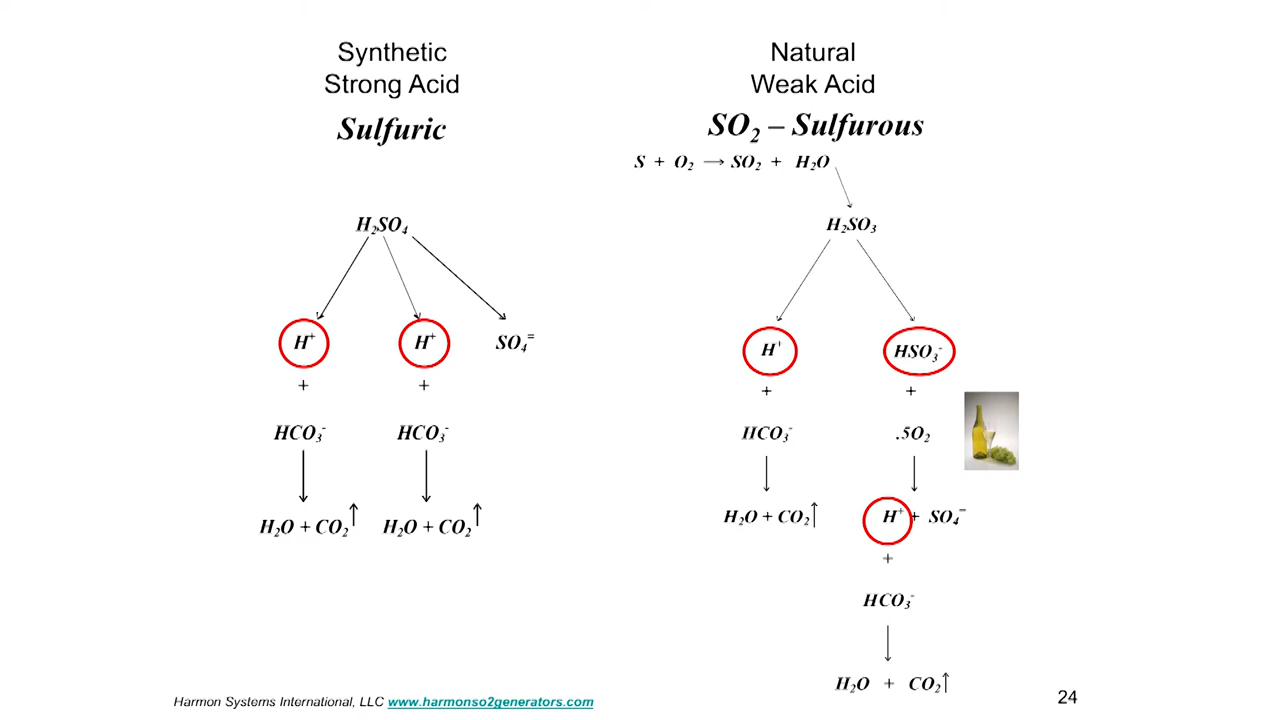 Synthetic
Strong Acid
Sulfuric
H₂SO₄
H⁺ H⁺ SO₄⁼
+ +
HCO₃⁻ HCO₃⁻
H₂O + CO₂↑ H₂O + CO₂↑
Natural
Weak Acid
SO₂ – Sulfurous
S + O₂ → SO₂ + H₂O
H₂SO₃
H⁺ HSO₃⁻
+ +
HCO₃⁻ .5O₂
H₂O + CO₂↑ H⁺ + SO₄⁼
+
HCO₃⁻
H₂O + CO₂↑
Harmon Systems International, LLC www.harmonso2generators.com
24